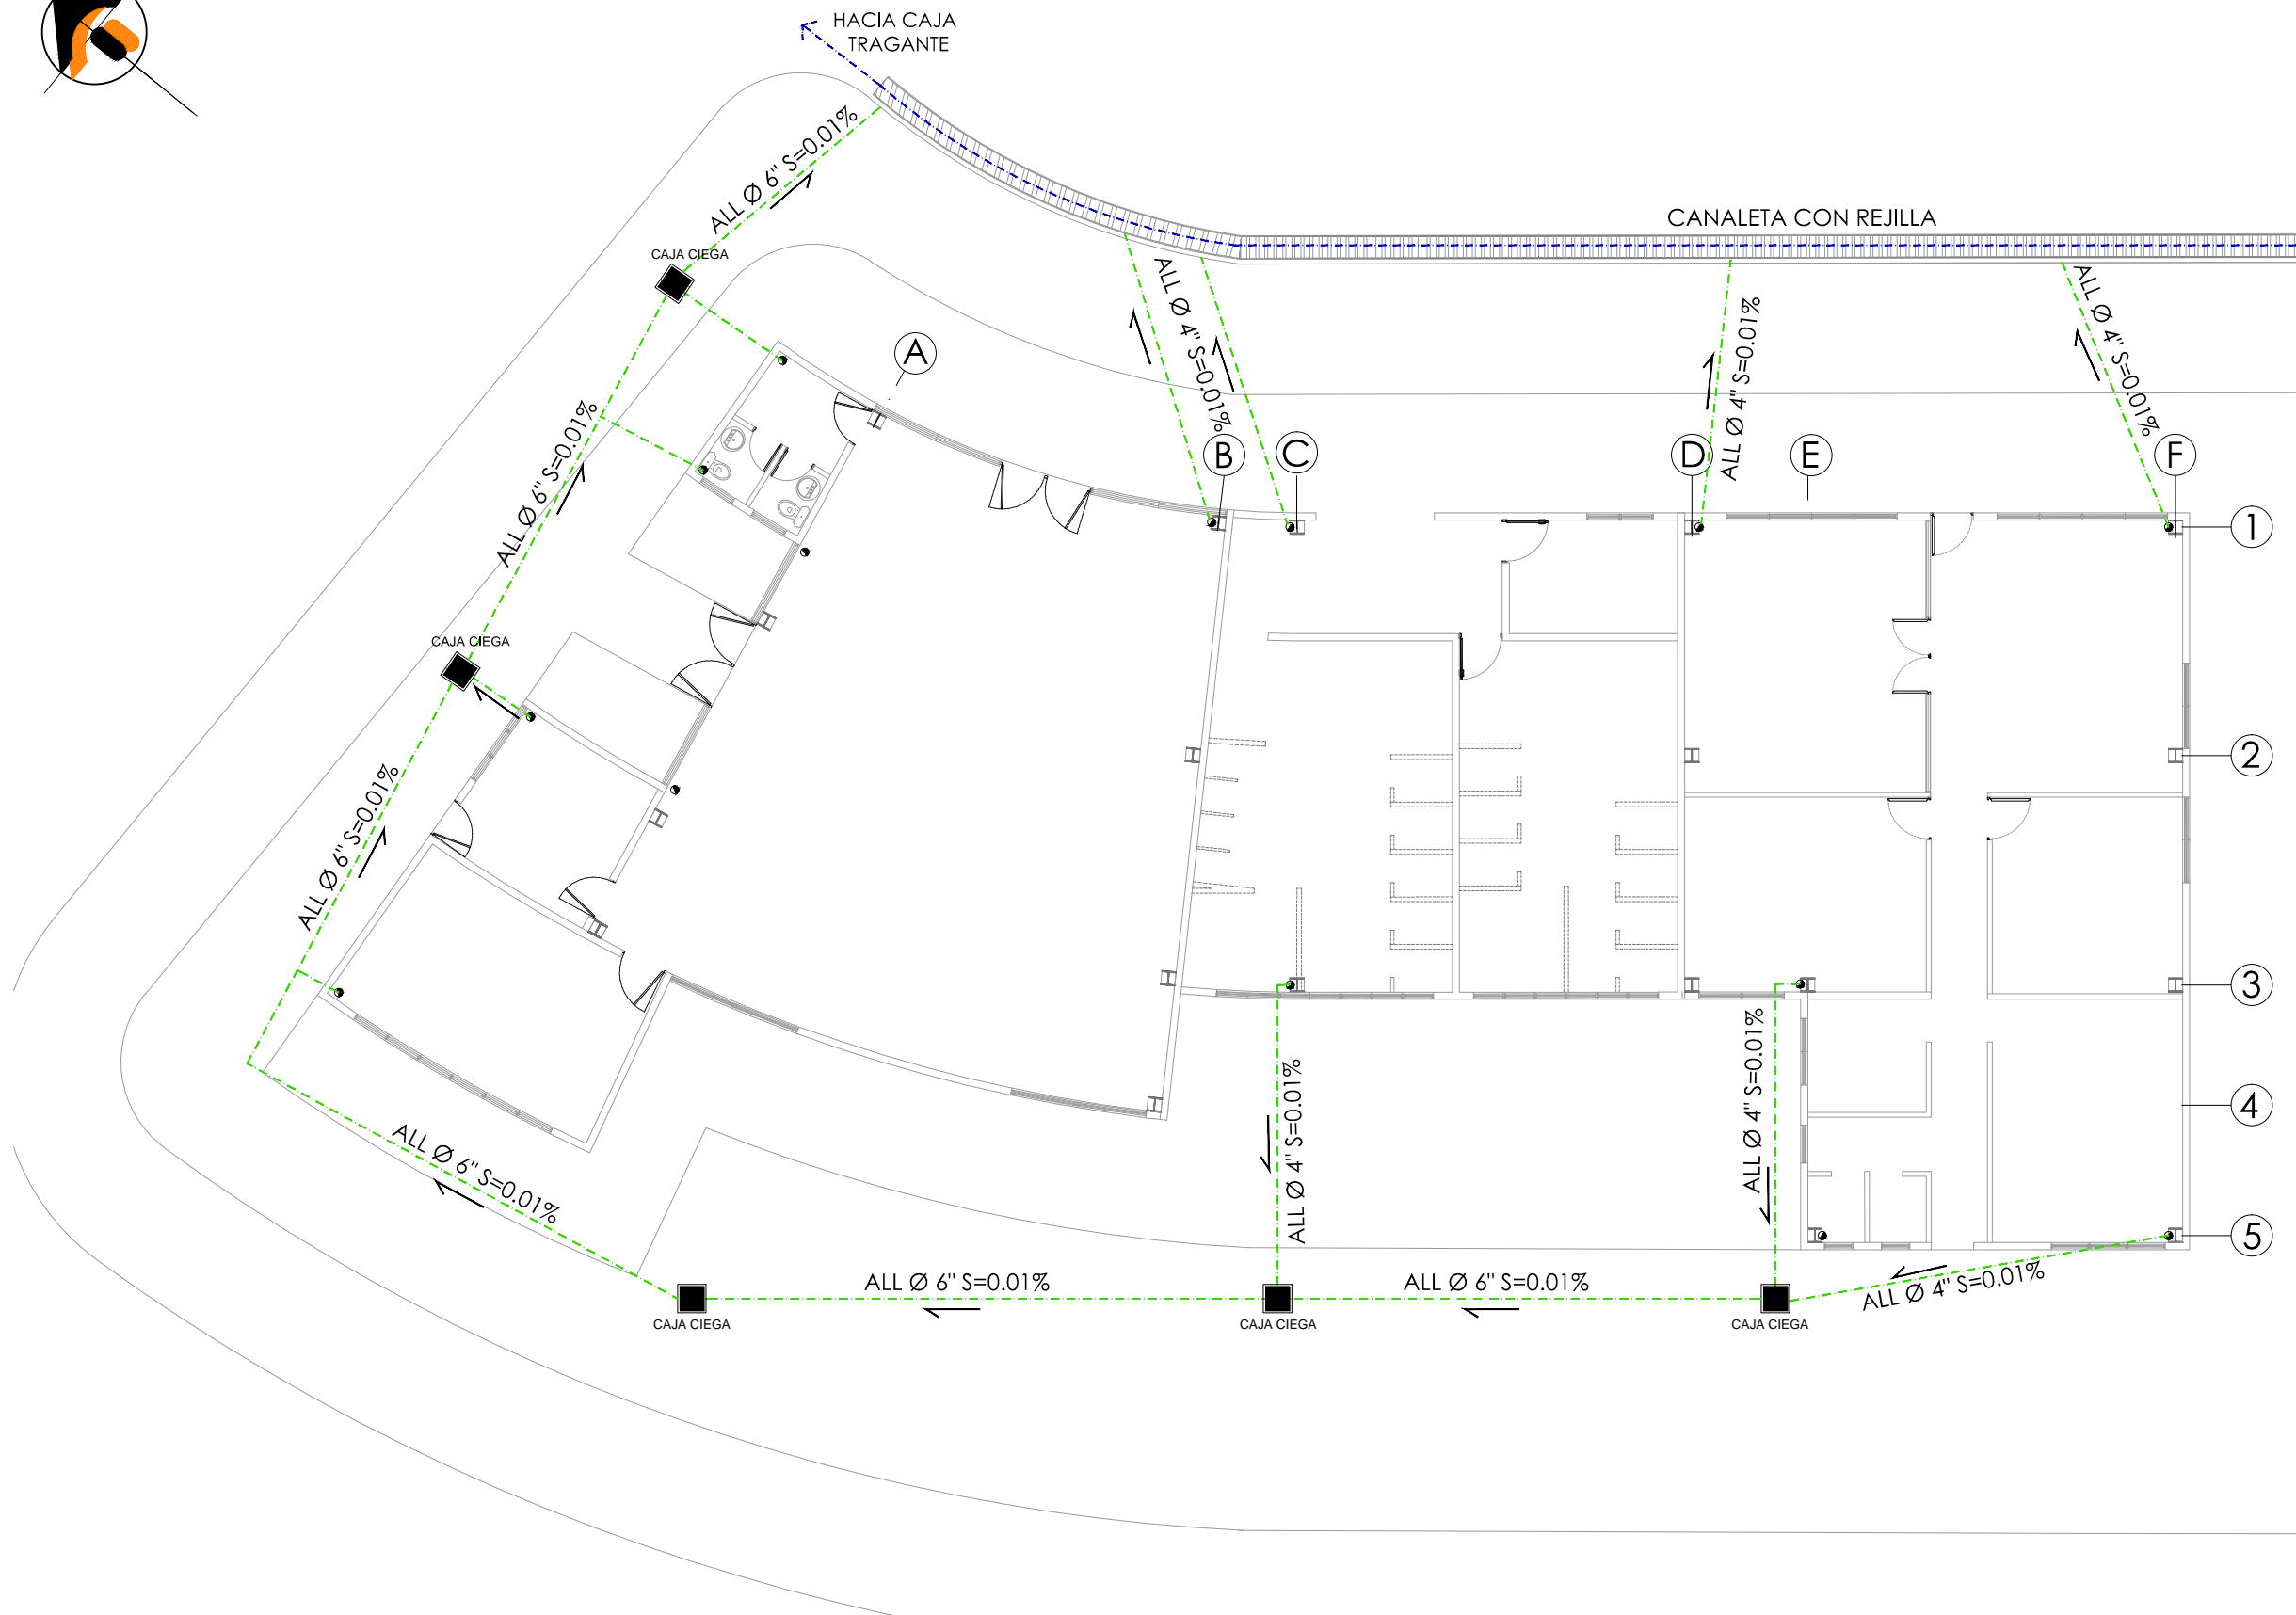 HACIA CAJA
TRAGANTE
ALL Ø 6" S=0.01%
CANALETA CON REJILLA
CAJA CIEGA
ALL Ø 4" S=0.01%
ALL Ø 4" S=0.01%
ALL Ø 4" S=0.01%
A
B
C
D
E
F
ALL Ø 6" S=0.01%
1
CAJA CIEGA
2
ALL Ø 6" S=0.01%
3
ALL Ø 4" S=0.01%
ALL Ø 4" S=0.01%
4
ALL Ø 6" S=0.01%
5
ALL Ø 6" S=0.01%
ALL Ø 6" S=0.01%
ALL Ø 4" S=0.01%
CAJA CIEGA
CAJA CIEGA
CAJA CIEGA